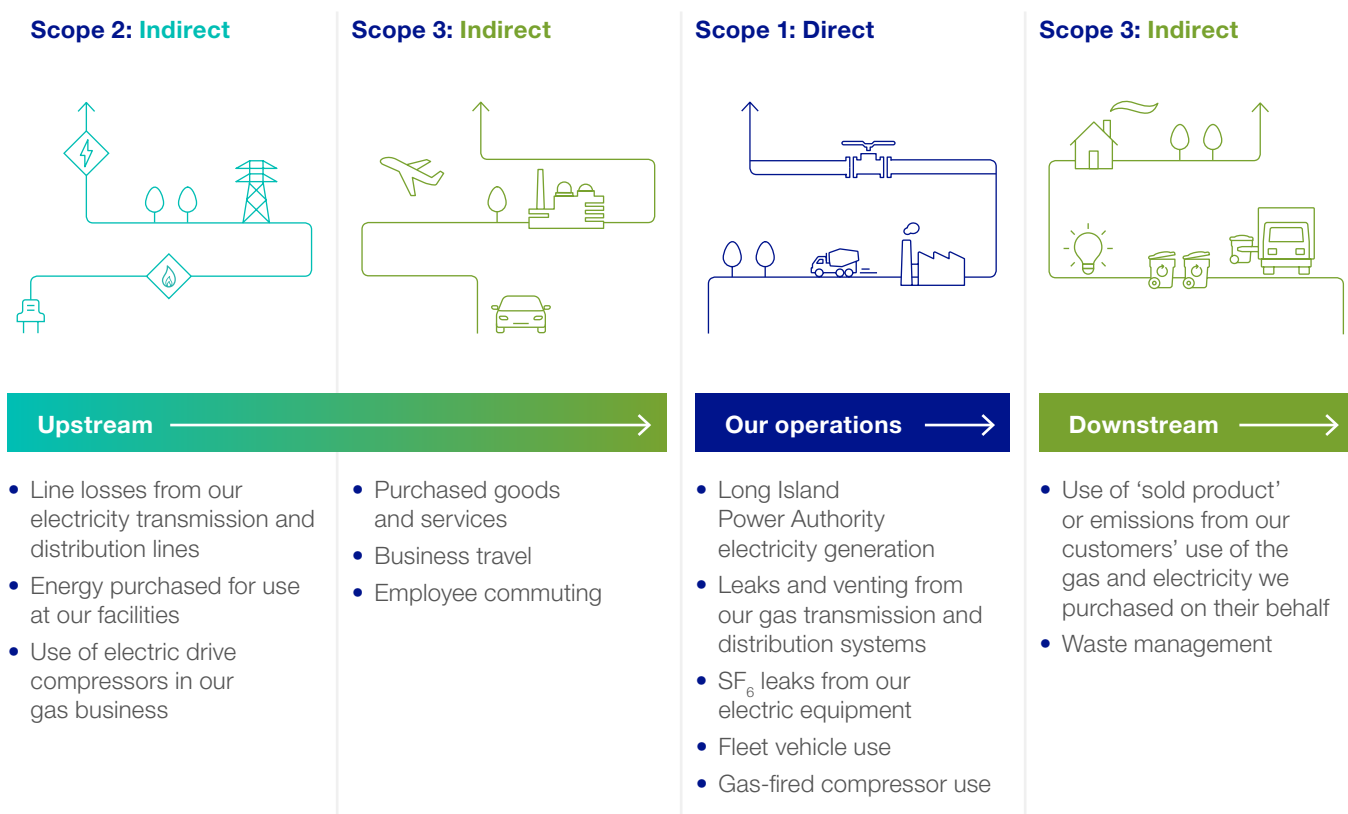 Scope 2: Indirect
Line losses from our
electricity transmission and
distribution lines
Energy purchased for use
at our facilities
Use of electric drive
compressors in our
gas business
Scope 3: Indirect
Upstream
Purchased goods
and services
Business travel
Employee commuting
Scope 1: Direct
Our operations
Long Island
Power Authority
electricity generation
Leaks and venting from
our gas transmission and
distribution systems
SF₆ leaks from our
electric equipment
Fleet vehicle use
Gas-fired compressor use
Scope 3: Indirect
Downstream
Use of ‘sold product’
or emissions from our
customers’ use of the
gas and electricity we
purchased on their behalf
Waste management